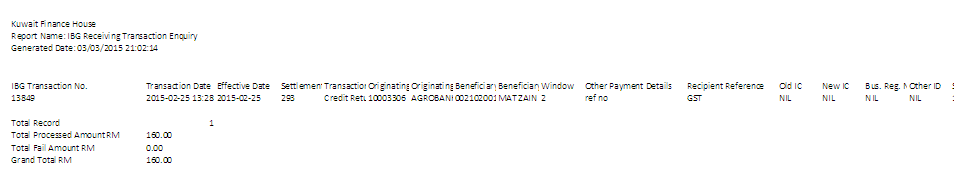 Kuwait Finance House
Report Name: IBG Receiving Transaction Enquiry
Generated Date: 03/03/2015 21:02:14
IBG Transaction No. Transaction Date Effective Date Settlemen Transactior Originating Originating Beneficiar Beneficiary Window Other Payment Details Recipient Reference Old IC New IC Bus. Reg. N Other ID
13849 2015-02-25 13:28 2015-02-25 293 Credit Retu 10003306 AGROBANI 002102001 MAT ZAIN 2 ref no GST NIL NIL NIL NIL
Total Record 1
Total Processed Amount RM 160.00
Total Fail Amount RM 0.00
Grand Total RM 160.00